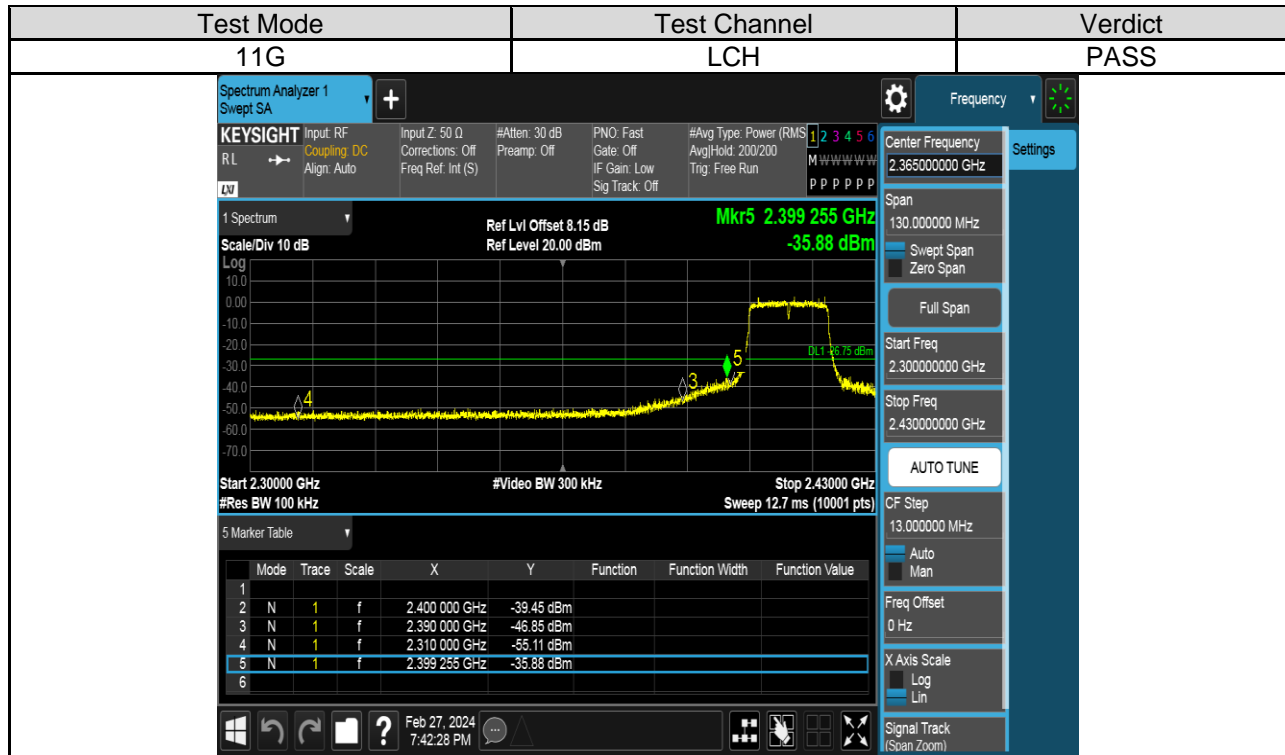 Test Mode Test Channel Verdict
11G LCH PASS
Spectrum Analyzer 1
Swept SA
+
Frequency
KEYSIGHT Input: RF Input Z: 50 Ω #Atten: 30 dB PNO: Fast #Avg Type: Power (RMS 1 2 3 4 5 6
RL Coupling: DC Corrections: Off Preamp: Off Gate: Off Avg|Hold: 200/200 M W W W W W
Align: Auto Freq Ref: Int (S) IF Gain: Low Trig: Free Run
LXI Sig Track: Off P P P P P P
Center Frequency
2.365000000 GHz
Settings
1 Spectrum
Ref Lvl Offset 8.15 dB Mkr5 2.399 255 GHz
Scale/Div 10 dB Ref Level 20.00 dBm -35.88 dBm
Log
10.0
0.00
-10.0
-20.0
DL1 -26.75 dBm
-30.0
5
-40.0
3
4
-50.0
-60.0
-70.0
Start 2.30000 GHz #Video BW 300 kHz Stop 2.43000 GHz
#Res BW 100 kHz Sweep 12.7 ms (10001 pts)
Span
130.000000 MHz
Swept Span
Zero Span
Full Span
Start Freq
2.300000000 GHz
Stop Freq
2.430000000 GHz
AUTO TUNE
CF Step
13.000000 MHz
Auto
Man
Freq Offset
0 Hz
X Axis Scale
Log
Lin
Signal Track
(Span Zoom)
5 Marker Table
Mode Trace Scale X Y Function Function Width Function Value
1
2 N 1 f 2.400 000 GHz -39.45 dBm
3 N 1 f 2.390 000 GHz -46.85 dBm
4 N 1 f 2.310 000 GHz -55.11 dBm
5 N 1 f 2.399 255 GHz -35.88 dBm
6
? Feb 27, 2024
7:42:28 PM